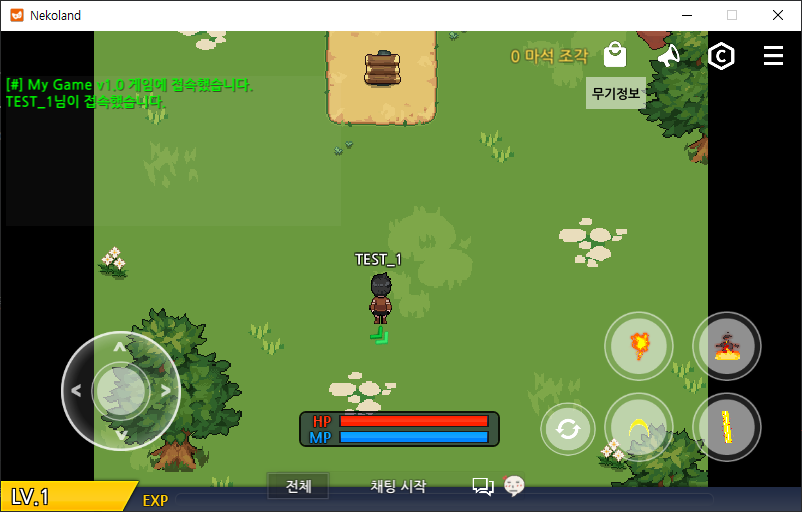 Nekoland
0 마석 조각
[#] My Game v1.0 게임에 접속했습니다.
TEST_1님이 접속했습니다.
무기정보
TEST_1
HP
MP
전체
채팅 시작
LV.1
EXP